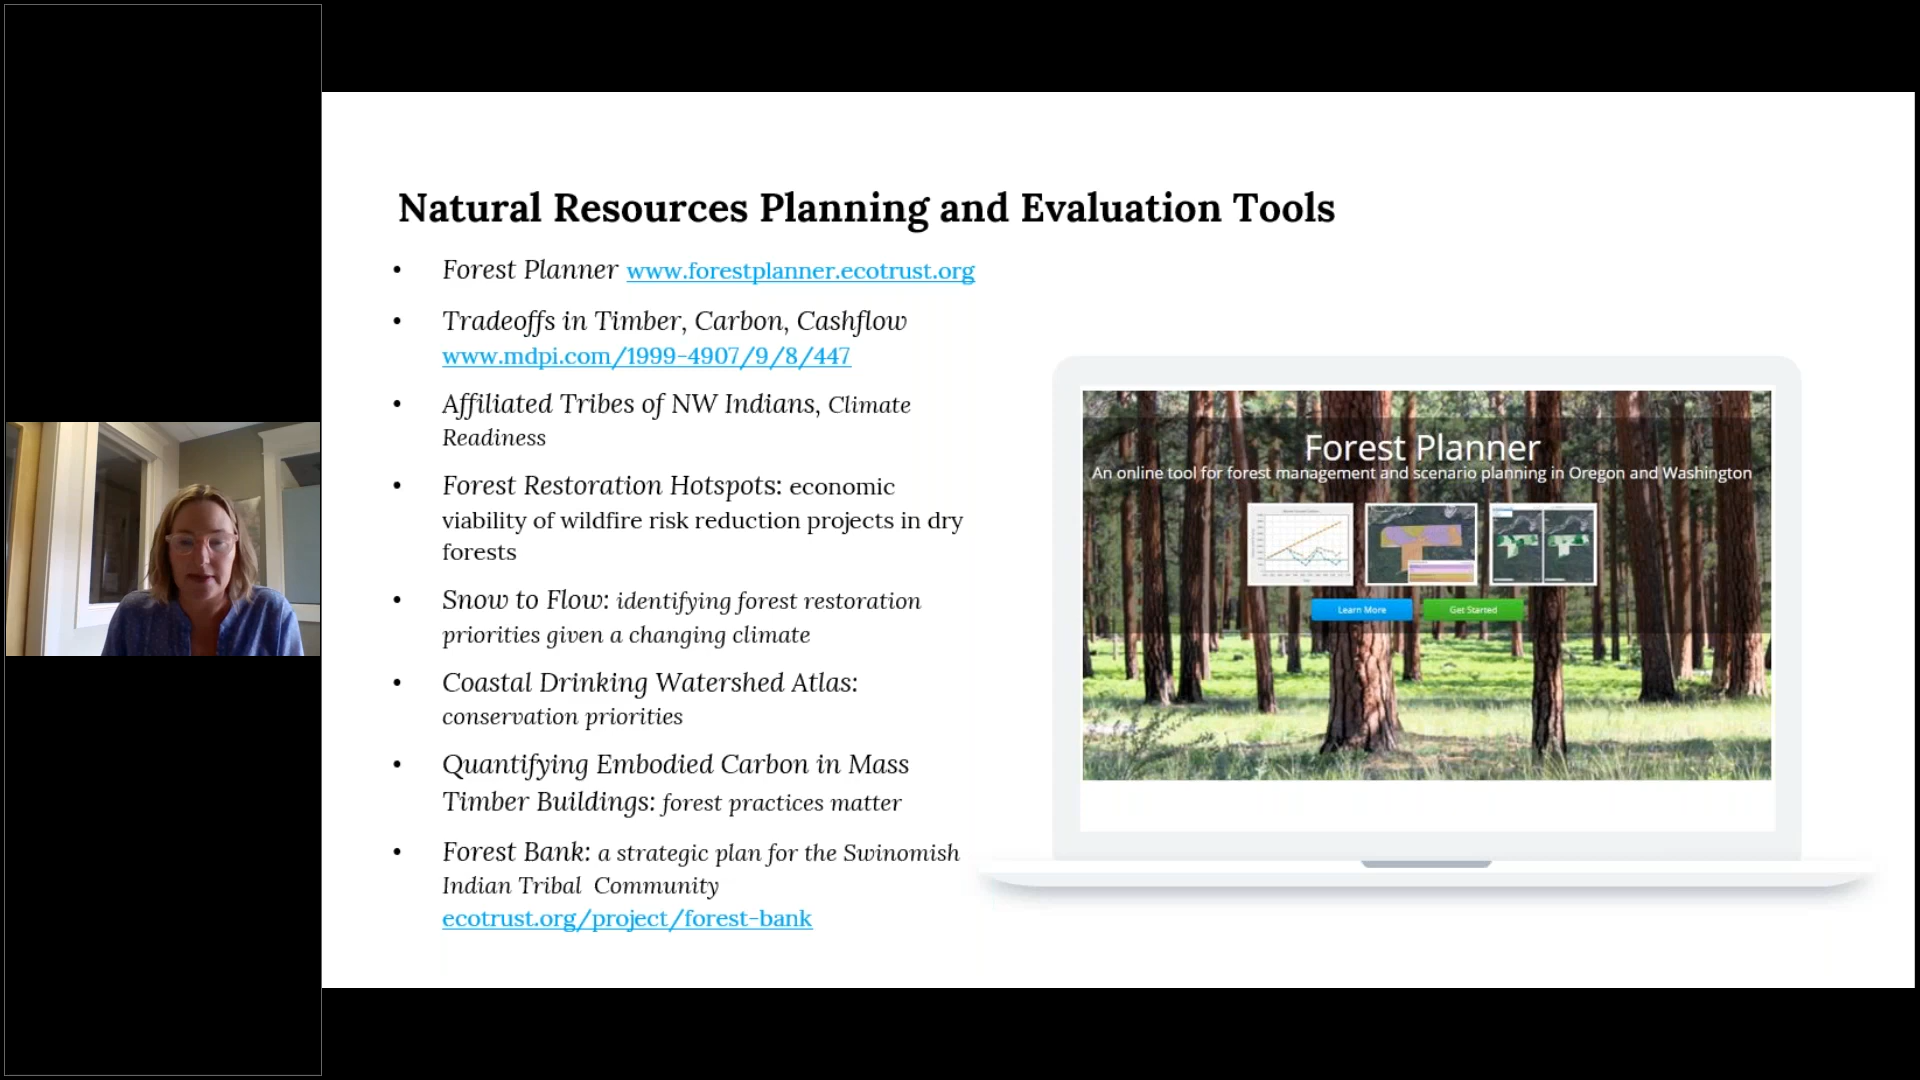 Natural Resources Planning and Evaluation Tools
• Forest Planner www.forestplanner.ecotrust.org
• Tradeoffs in Timber, Carbon, Cashflow
www.mdpi.com/1999-4907/9/8/447
• Affiliated Tribes of NW Indians, Climate
Readiness
• Forest Restoration Hotspots: economic
viability of wildfire risk reduction projects in dry
forests
• Snow to Flow: identifying forest restoration
priorities given a changing climate
• Coastal Drinking Watershed Atlas:
conservation priorities
• Quantifying Embodied Carbon in Mass
Timber Buildings: forest practices matter
• Forest Bank: a strategic plan for the Swinomish
Indian Tribal  Community
ecotrust.org/project/forest-bank
Forest Planner
An online tool for forest management and scenario planning in Oregon and Washington
Learn More
Get Started